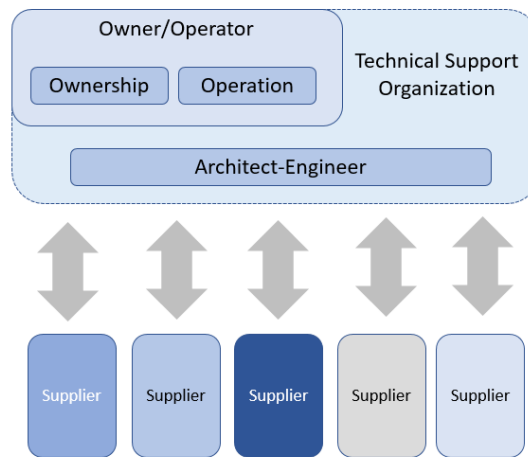 Owner/Operator
Technical Support
Organization
Ownership
Operation
Architect-Engineer
Supplier
Supplier
Supplier
Supplier
Supplier